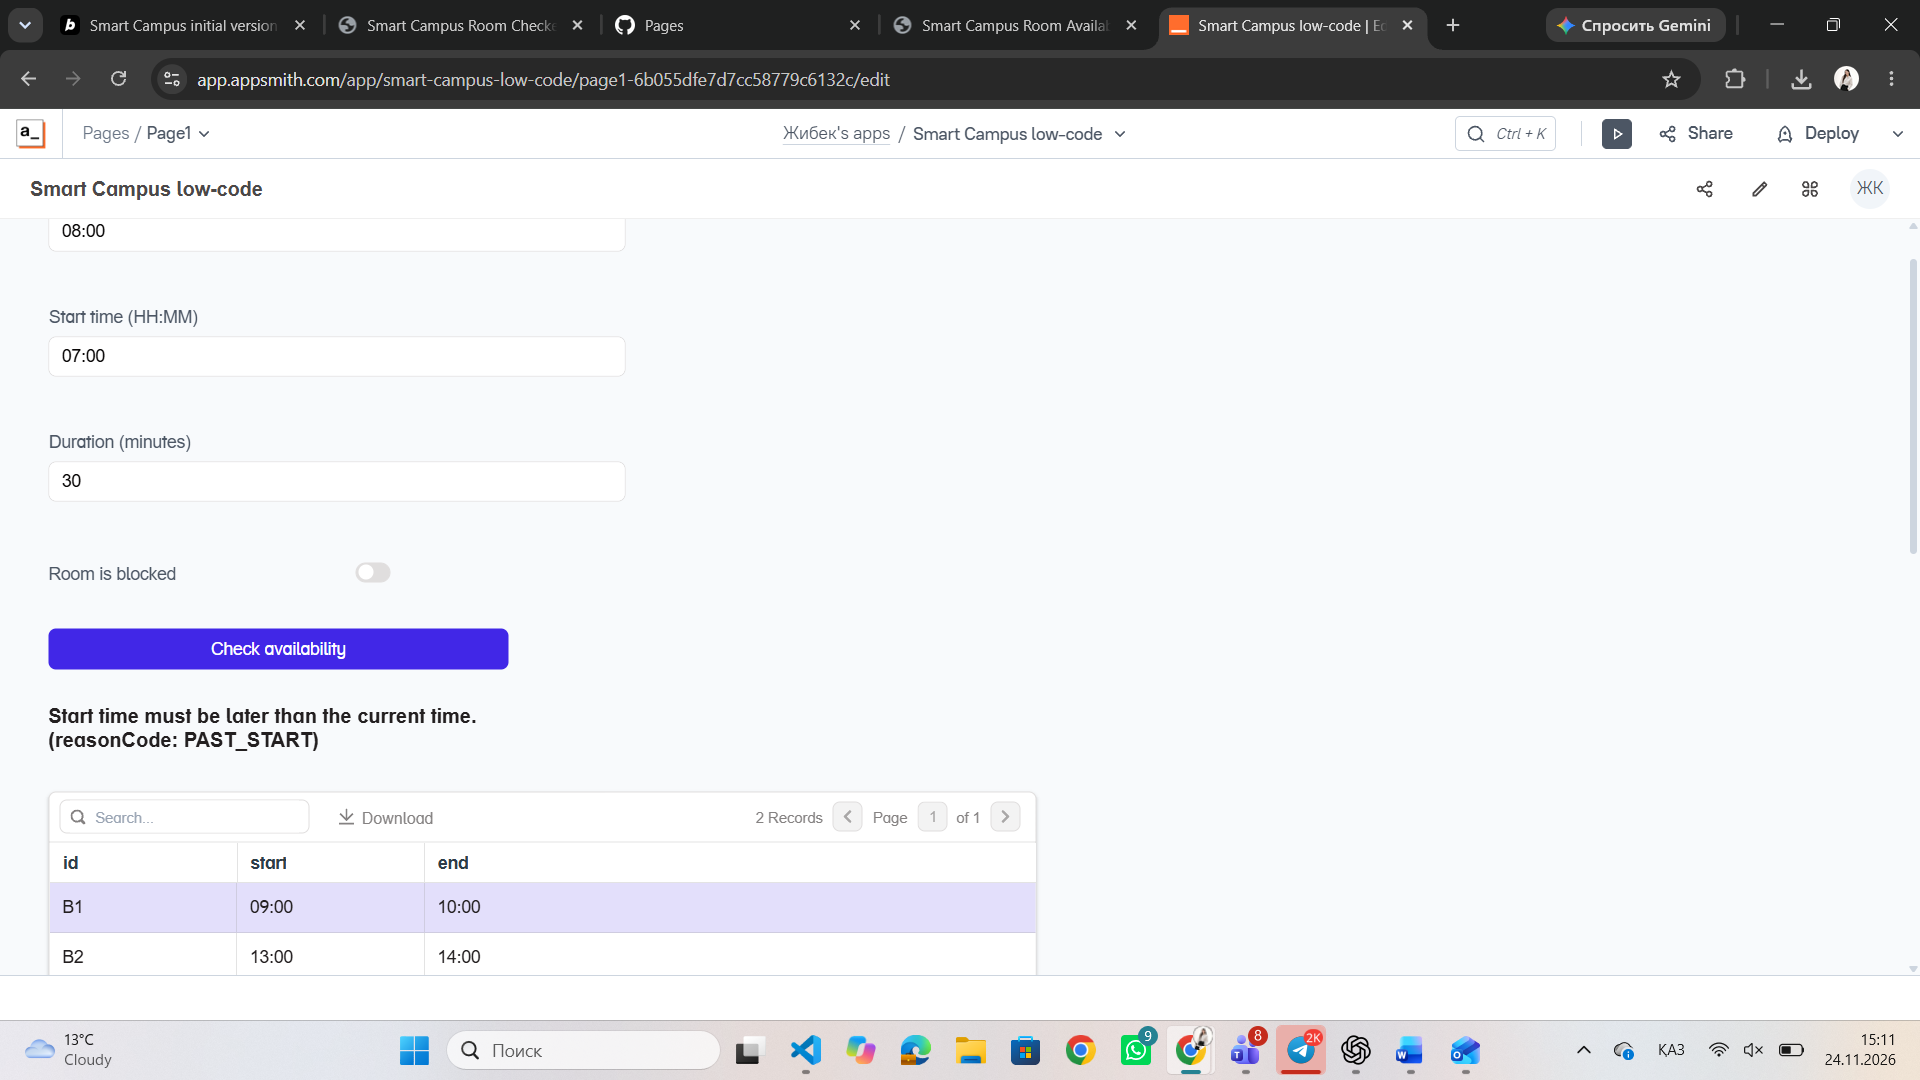 Smart Campus initial version
Smart Campus Room Checke
Pages
Smart Campus Room Availab
Smart Campus low-code | Ed
Спросить Gemini
app.appsmith.com/app/smart-campus-low-code/page1-6b055dfe7d7cc58779c6132c/edit
a_
Pages / Page1
Жибек's apps / Smart Campus low-code
Ctrl + K
Share
Deploy
Smart Campus low-code
ЖК
08:00
Start time (HH:MM)
07:00
Duration (minutes)
30
Room is blocked
Check availability
Start time must be later than the current time.
(reasonCode: PAST_START)
Search...
Download
2 Records
Page 1 of 1
id start end
B1 09:00 10:00
B2 13:00 14:00
13°C
Cloudy
Поиск
9
8
2K
ҚАЗ
15:11
24.11.2026